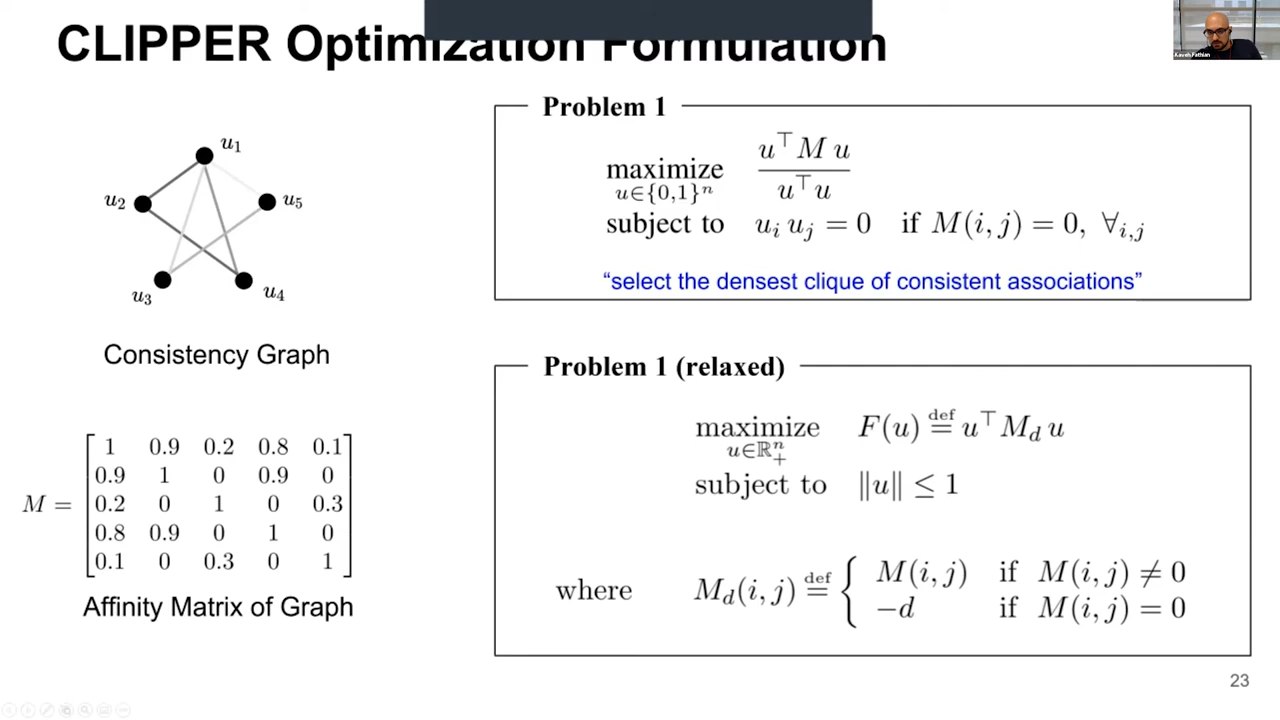 CLIPPER Optimization Formulation
Kaveh Fathian
u₁
u₂
u₅
u₃
u₄
Consistency Graph
M = [1 0.9 0.2 0.8 0.1
0.9 1 0 0.9 0
0.2 0 1 0 0.3
0.8 0.9 0 1 0
0.1 0 0.3 0 1]
Affinity Matrix of Graph
Problem 1
maximize u⊤ M u / u⊤ u
u∈{0,1}ⁿ
subject to uᵢ uⱼ = 0 if M(i, j) = 0, ∀ᵢ,ⱼ
“select the densest clique of consistent associations”
Problem 1 (relaxed)
maximize F(u) ≝ u⊤ M_d u
u∈ℝⁿ₊
subject to ‖u‖ ≤ 1
where M_d(i, j) ≝ { M(i, j) if M(i, j) ≠ 0
−d if M(i, j) = 0
23